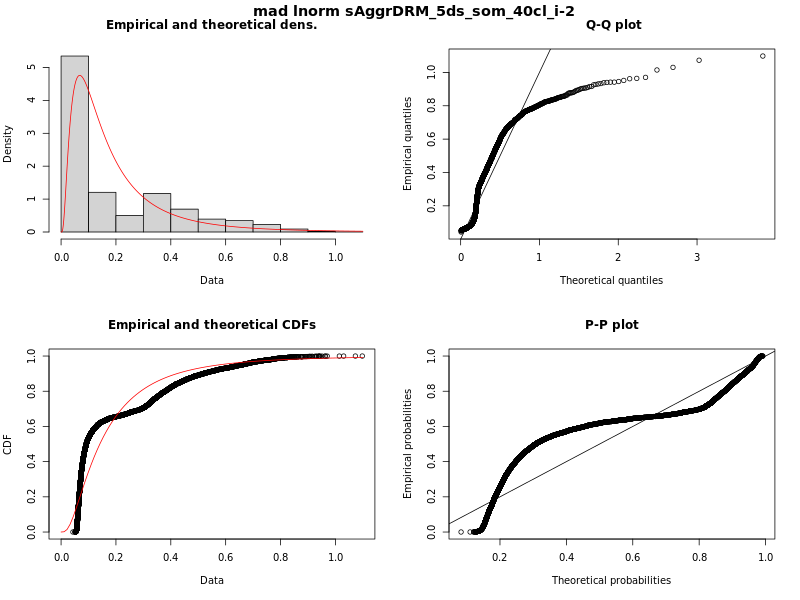 mad lnorm sAggrDRM_5ds_som_40cl_i-2
Empirical and theoretical dens.
Density
0 1 2 3 4 5
0.0 0.2 0.4 0.6 0.8 1.0
Data
Q-Q plot
Empirical quantiles
0.2 0.4 0.6 0.8 1.0
0 1 2 3
Theoretical quantiles
Empirical and theoretical CDFs
CDF
0.0 0.2 0.4 0.6 0.8 1.0
0.0 0.2 0.4 0.6 0.8 1.0
Data
P-P plot
Empirical probabilities
0.0 0.2 0.4 0.6 0.8 1.0
0.2 0.4 0.6 0.8 1.0
Theoretical probabilities